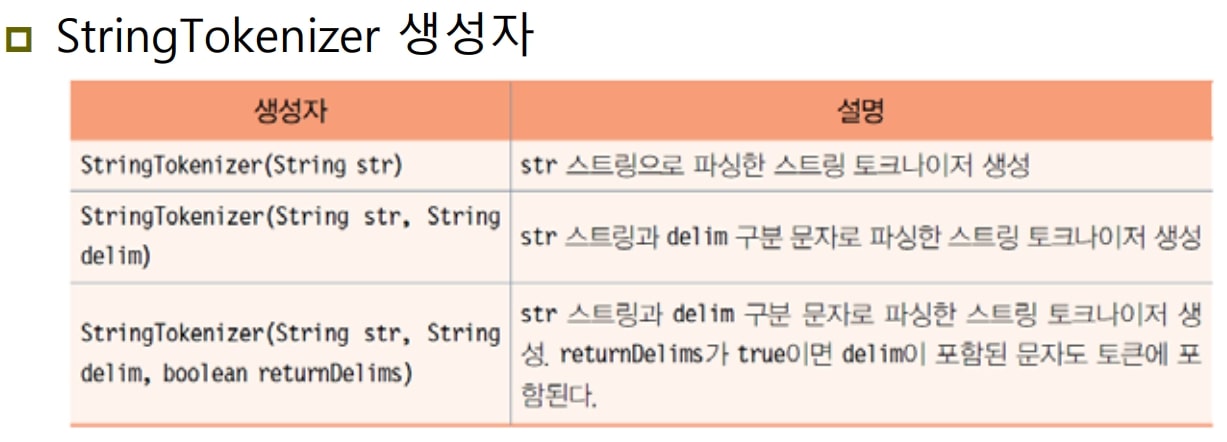 StringTokenizer 생성자
생성자
설명
StringTokenizer(String str)
str 스트링으로 파싱한 스트링 토크나이저 생성
StringTokenizer(String str, String
delim)
str 스트링과 delim 구분 문자로 파싱한 스트링 토크나이저 생성
StringTokenizer(String str, String
delim, boolean returnDelims)
str 스트링과 delim 구분 문자로 파싱한 스트링 토크나이저 생
성. returnDelims가 true이면 delim이 포함된 문자도 토큰에 포
함된다.